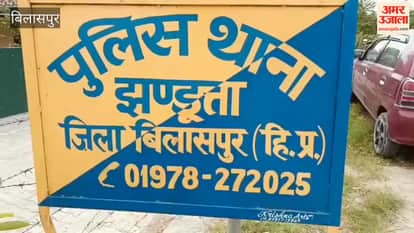 बिलासपुर
अमर उजाला
पुलिस थाना
झण्डूता
जिला बिलासपुर (हि.प्र.)
01978-272025